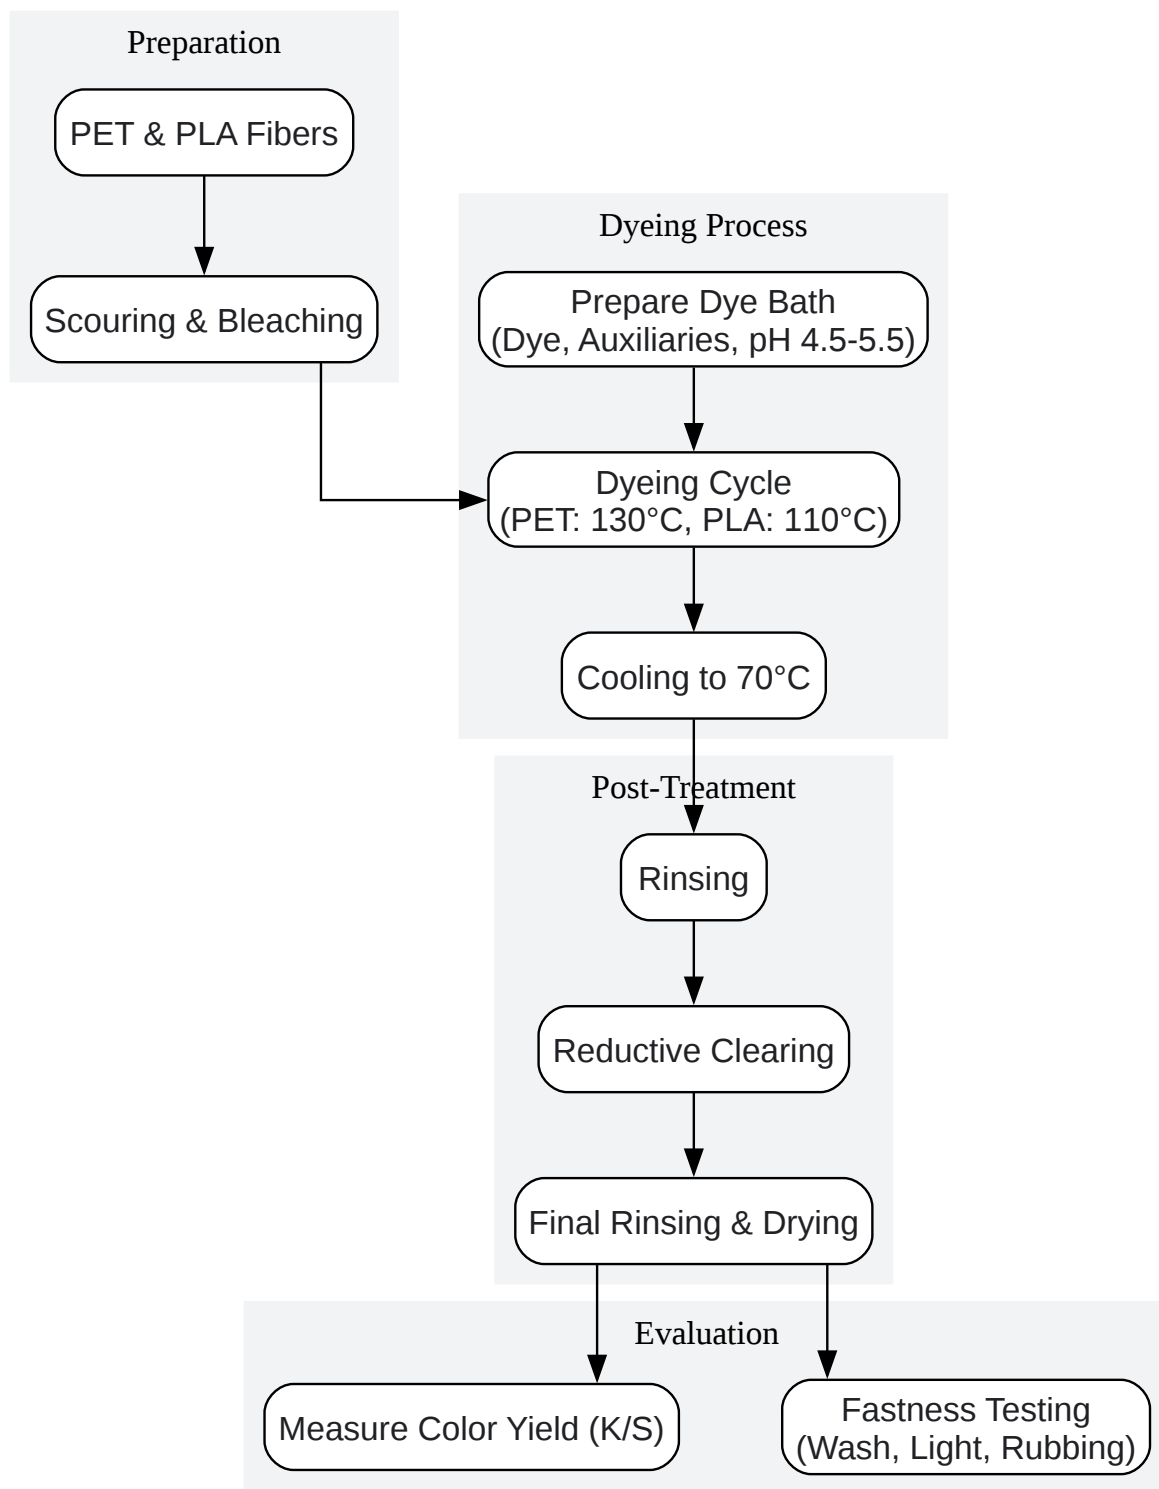 Preparation
PET & PLA Fibers
Scouring & Bleaching
Dyeing Process
Prepare Dye Bath
(Dye, Auxiliaries, pH 4.5-5.5)
Dyeing Cycle
(PET: 130°C, PLA: 110°C)
Cooling to 70°C
Post-Treatment
Rinsing
Reductive Clearing
Final Rinsing & Drying
Evaluation
Measure Color Yield (K/S)
Fastness Testing
(Wash, Light, Rubbing)